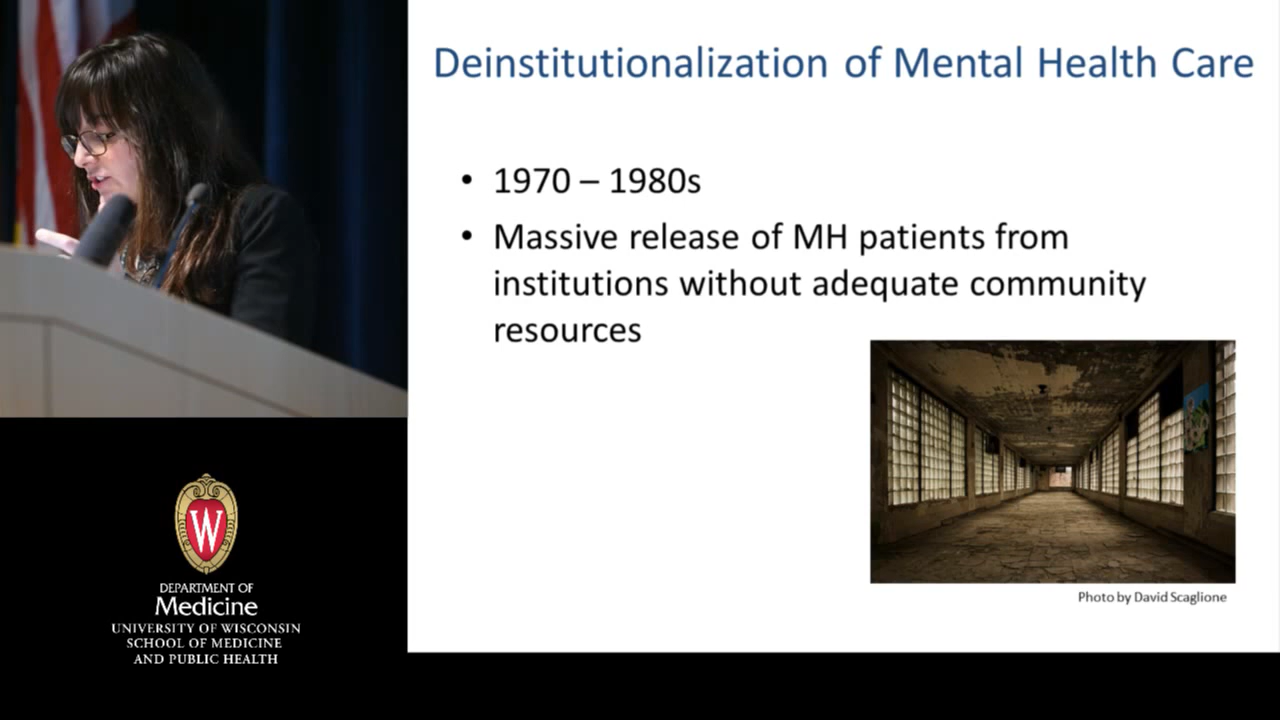 Deinstitutionalization of Mental Health Care
• 1970 – 1980s
• Massive release of MH patients from
institutions without adequate community
resources
Photo by David Scaglione
W
DEPARTMENT OF
Medicine
UNIVERSITY OF WISCONSIN
SCHOOL OF MEDICINE
AND PUBLIC HEALTH